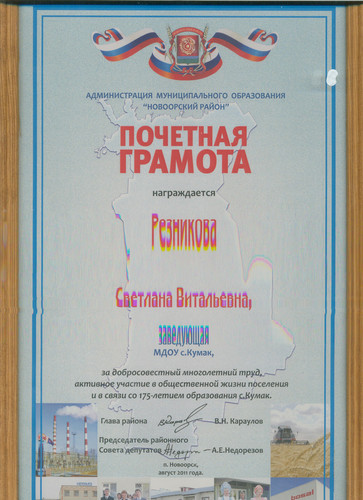 АДМИНИСТРАЦИЯ МУНИЦИПАЛЬНОГО ОБРАЗОВАНИЯ
"НОВООРСКИЙ РАЙОН"
ПОЧЕТНАЯ
ГРАМОТА
награждается
Резникова
Светлана Витальевна,
заведующая
МДОУ с.Кумак,
за добросовестный многолетний труд,
активное участие в общественной жизни поселения
и в связи со 175-летием образования с.Кумак.
Глава района В.Н. Караулов
Председатель районного
Совета депутатов А.Е.Недорезов
п. Новоорск,
август 2011 года.